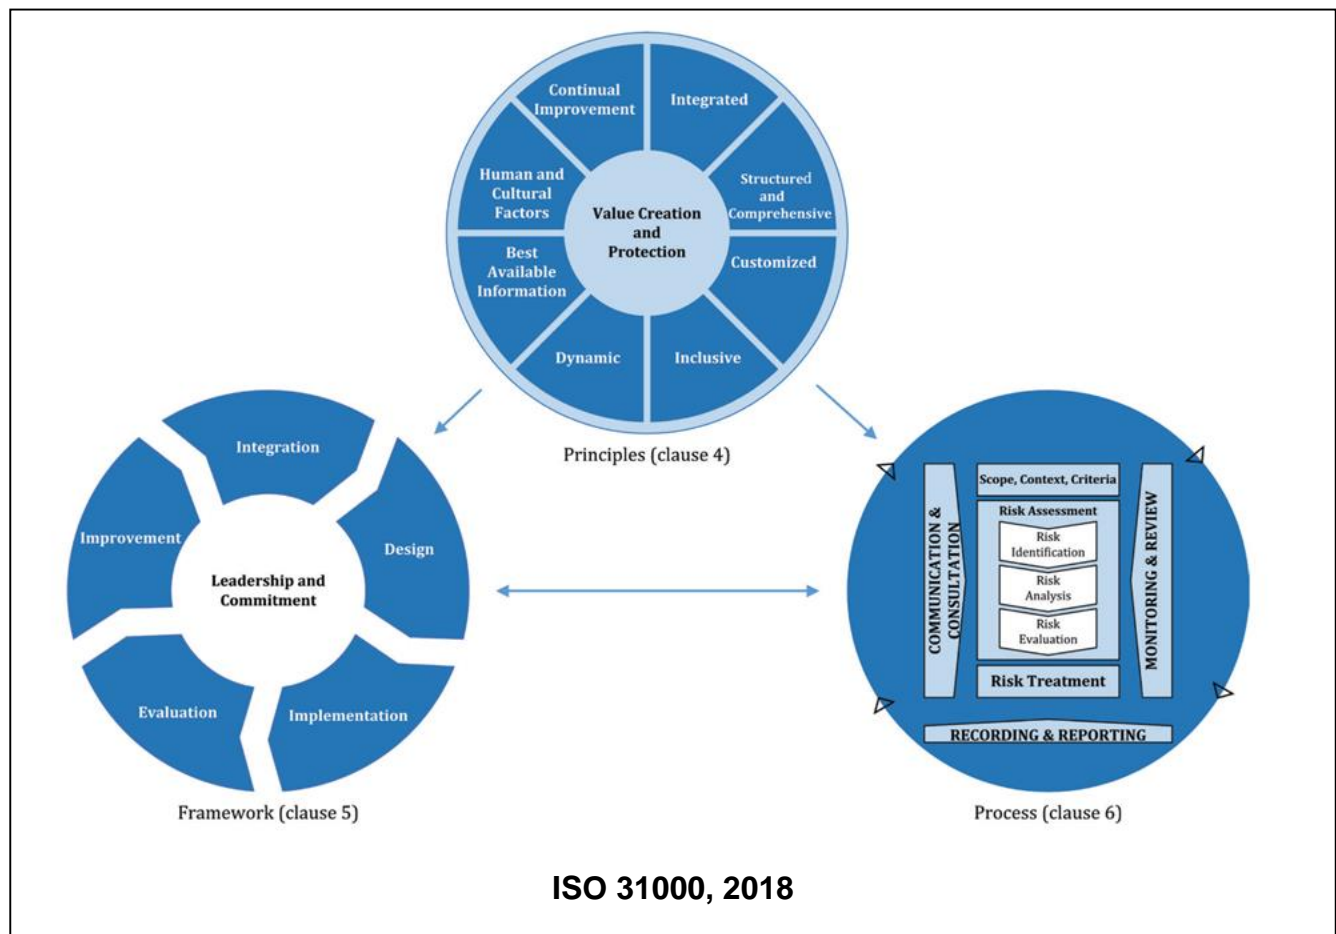 Continual
Improvement
Integrated
Human and
Cultural
Factors
Structured
and
Comprehensive
Value Creation
and
Protection
Best
Available
Information
Customized
Dynamic
Inclusive
Principles (clause 4)
Integration
Improvement
Design
Leadership and
Commitment
Evaluation
Implementation
Framework (clause 5)
Scope, Context, Criteria
Risk Assessment
Risk
Identification
Risk
Analysis
Risk
Evaluation
Risk Treatment
COMMUNICATION &
CONSULTATION
MONITORING & REVIEW
RECORDING & REPORTING
Process (clause 6)
ISO 31000, 2018